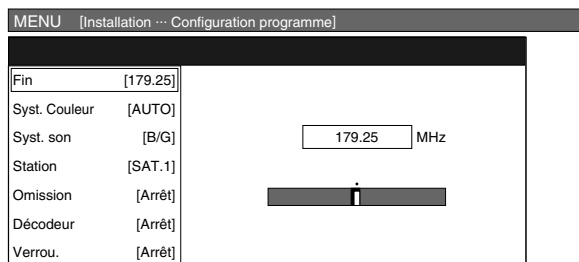 MENU [Installation ··· Configuration programme]
Fin [179.25]
Syst. Couleur [AUTO]
Syst. son [B/G]
179.25 MHz
Station [SAT.1]
Omission [Arrêt]
Décodeur [Arrêt]
Verrou. [Arrêt]